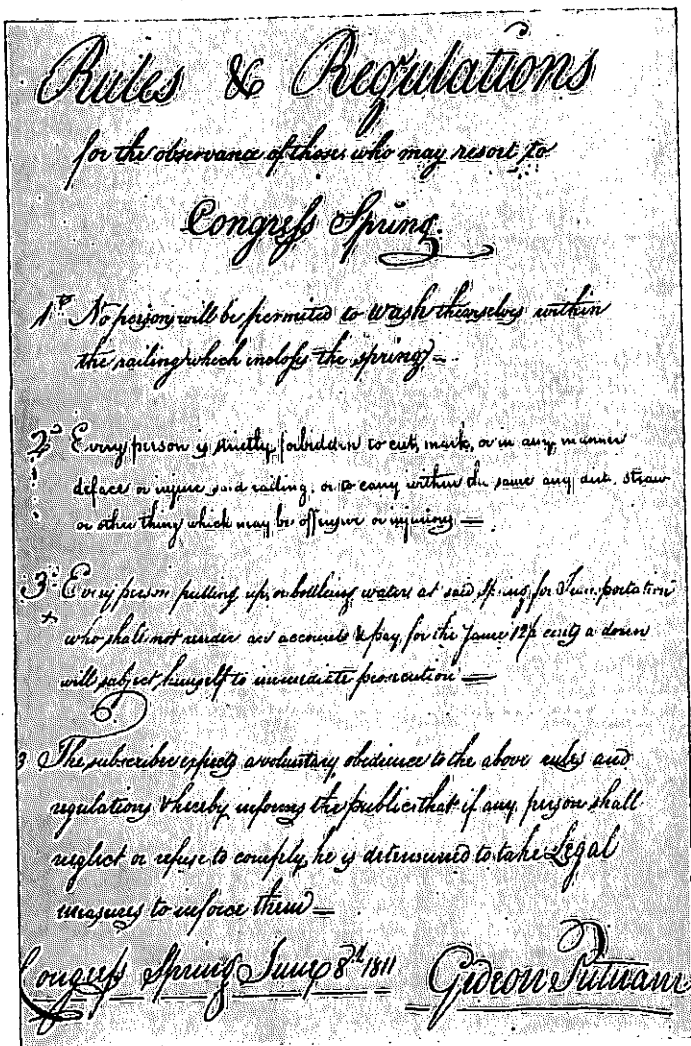 Rules & Regulations
for the observance of those who may resort to
Congress Spring.
1st No person will be permited to wash themselves within
the railing which incloses the spring.=
2d Every person is strictly forbidden to cut, mark, or in any manner
deface or injure said railing, or to carry within the same any dirt, straw
or other thing which may be offensive or injurious =
3d Every person putting up, or bottleing water at said Spring for Transportation
who shall not render an account & pay for the same 12½ cents a dozen
will subject himself to immediate prosecution =
The subscriber expects a voluntary obedience to the above rules and
regulations & hereby informs the public that if any person shall
neglect or refuse to comply, he is determined to take Legal
measures to inforce them =
Congress Spring June 8th 1811 Gideon Putnam